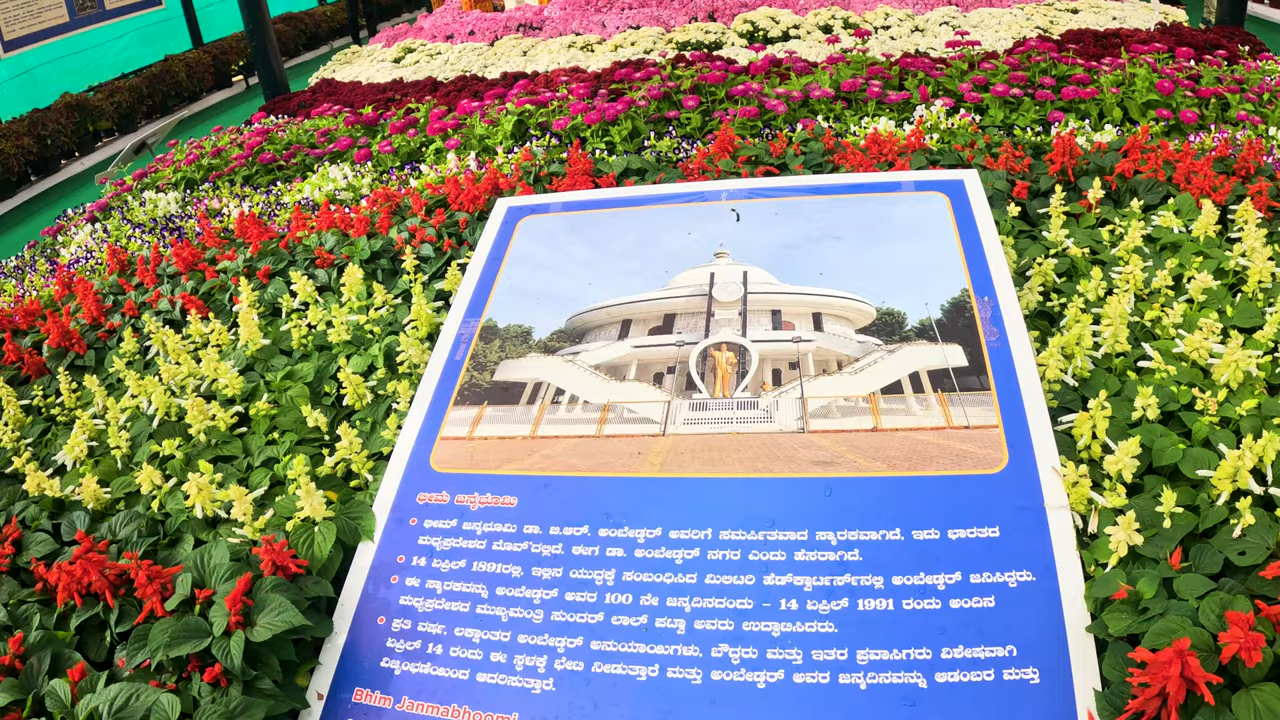 ಭೀಮ ಜನ್ಮಭೂಮಿ
• ಭೀಮ್ ಜನ್ಮಭೂಮಿ ಡಾ. ಬಿ.ಆರ್. ಅಂಬೇಡ್ಕರ್ ಅವರಿಗೆ ಸಮರ್ಪಿತವಾದ ಸ್ಮಾರಕವಾಗಿದೆ, ಇದು ಭಾರತದ
ಮಧ್ಯಪ್ರದೇಶದ ಮೊವ್‌ದಲ್ಲಿದೆ. ಈಗ ಡಾ. ಅಂಬೇಡ್ಕರ್ ನಗರ ಎಂದು ಹೆಸರಾಗಿದೆ.
• 14 ಏಪ್ರಿಲ್ 1891ರಲ್ಲಿ, ಇಲ್ಲಿನ ಯುದ್ಧಕ್ಕೆ ಸಂಬಂಧಿಸಿದ ಮಿಲಿಟರಿ ಹೆಡ್‌ಕ್ವಾರ್ಟರ್ಸ್‌ನಲ್ಲಿ ಅಂಬೇಡ್ಕರ್ ಜನಿಸಿದ್ದರು.
• ಈ ಸ್ಮಾರಕವನ್ನು ಅಂಬೇಡ್ಕರ್ ಅವರ 100 ನೇ ಜನ್ಮದಿನದಂದು – 14 ಏಪ್ರಿಲ್ 1991 ರಂದು ಅಂದಿನ
ಮಧ್ಯಪ್ರದೇಶದ ಮುಖ್ಯಮಂತ್ರಿ ಸುಂದರ್ ಲಾಲ್ ಪಟ್ವಾ ಅವರು ಉದ್ಘಾಟಿಸಿದರು.
• ಪ್ರತಿ ವರ್ಷ, ಲಕ್ಷಾಂತರ ಅಂಬೇಡ್ಕರ್ ಅನುಯಾಯಿಗಳು, ಬೌದ್ಧರು ಮತ್ತು ಇತರ ಪ್ರವಾಸಿಗರು ವಿಶೇಷವಾಗಿ
ಏಪ್ರಿಲ್ 14 ರಂದು ಈ ಸ್ಥಳಕ್ಕೆ ಭೇಟಿ ನೀಡುತ್ತಾರೆ ಮತ್ತು ಅಂಬೇಡ್ಕರ್ ಅವರ ಜನ್ಮದಿನವನ್ನು ಆಡಂಬರ ಮತ್ತು
ವಿಜೃಂಭಣೆಯಿಂದ ಆಚರಿಸುತ್ತಾರೆ.
Bhim Janmabhoomi